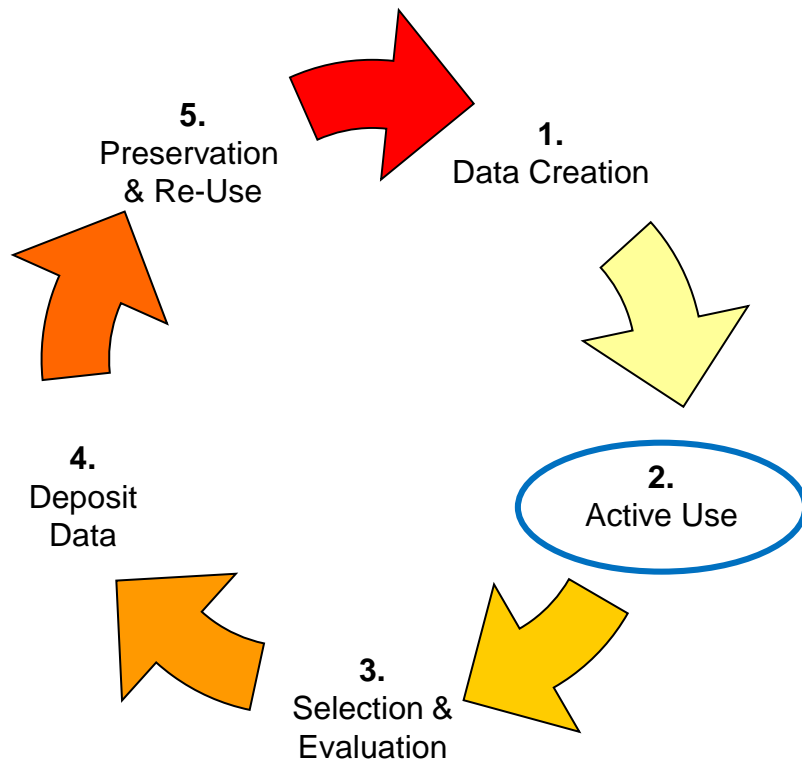 1.
Data Creation
2.
Active Use
3.
Selection &
Evaluation
4.
Deposit
Data
5.
Preservation
& Re-Use